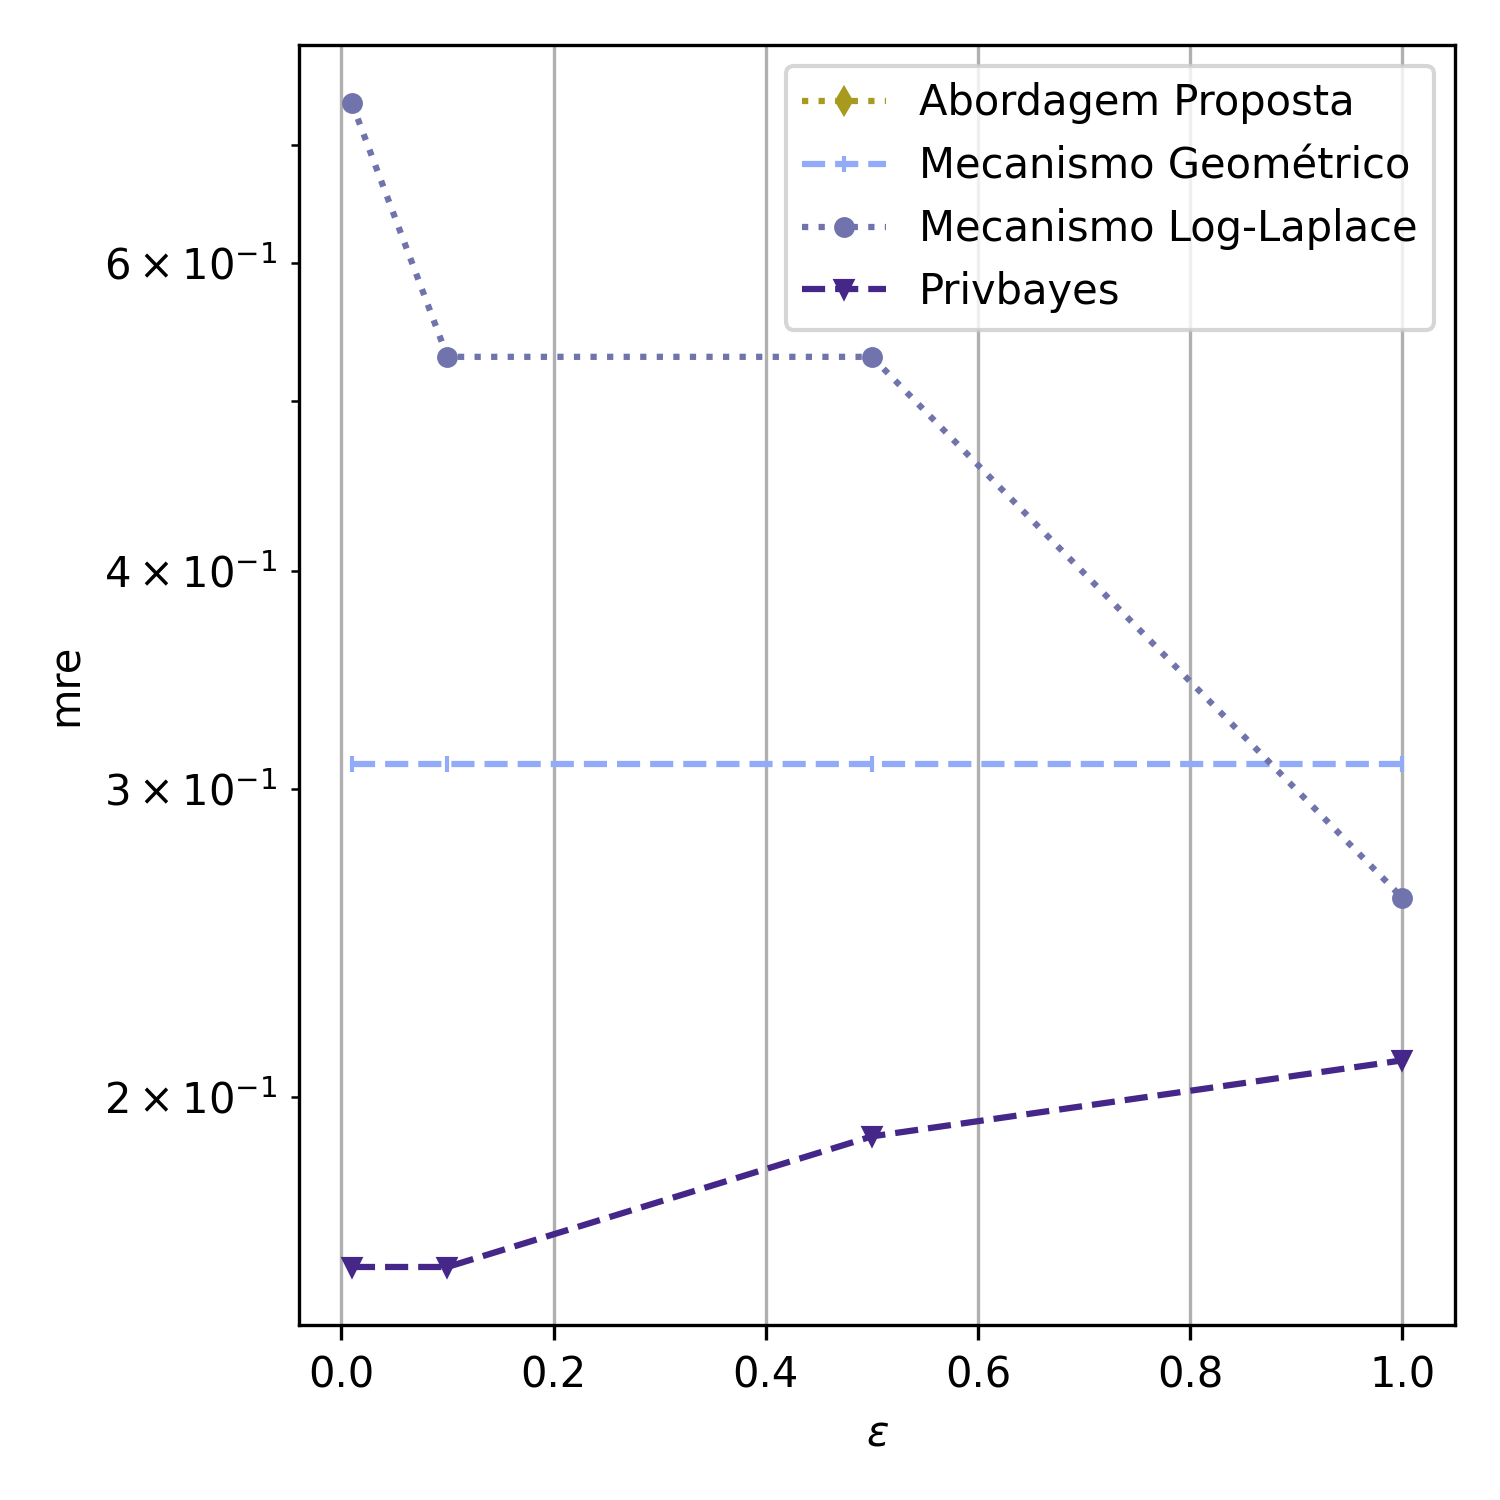 Abordagem Proposta
Mecanismo Geométrico
Mecanismo Log-Laplace
Privbayes
6 × 10⁻¹
4 × 10⁻¹
3 × 10⁻¹
2 × 10⁻¹
mre
0.0 0.2 0.4 0.6 0.8 1.0
ε